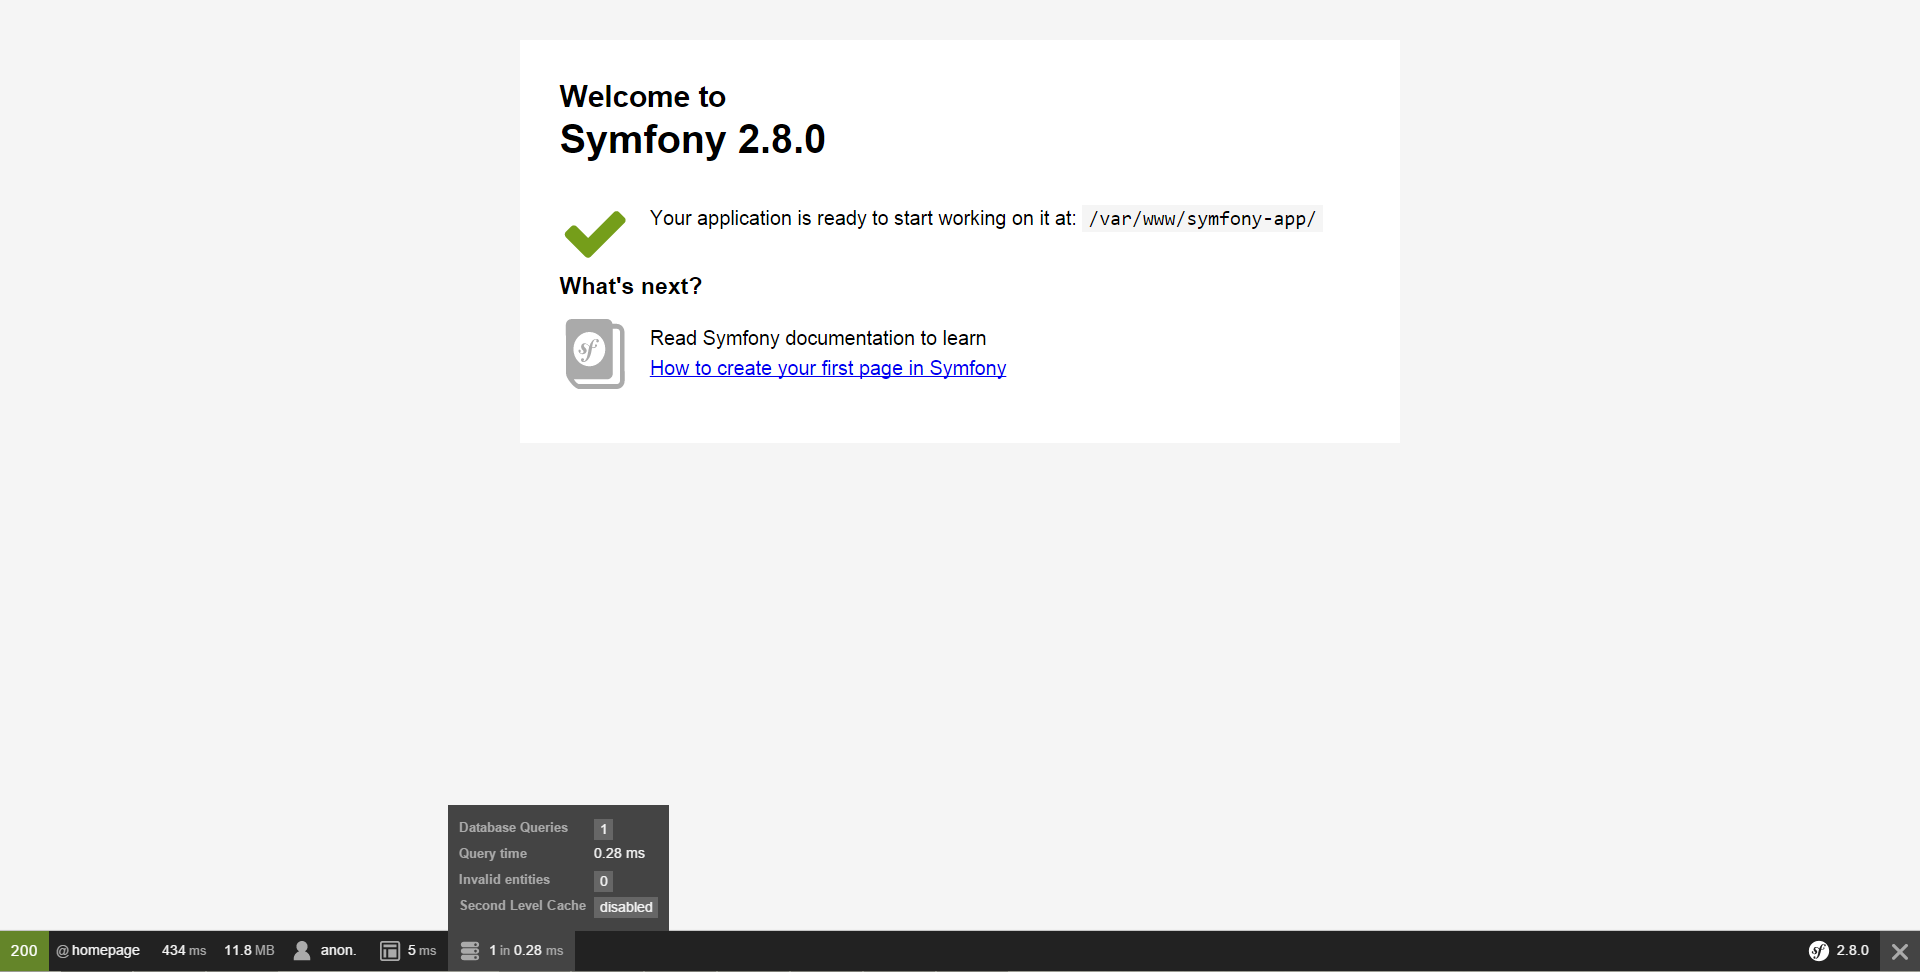 Welcome to
Symfony 2.8.0
Your application is ready to start working on it at: /var/www/symfony-app/
What's next?
sf
Read Symfony documentation to learn
How to create your first page in Symfony
Database Queries 1
Query time 0.28 ms
Invalid entities 0
Second Level Cache disabled
200 @ homepage 434 ms 11.8 MB anon. 5 ms 1 in 0.28 ms sf 2.8.0